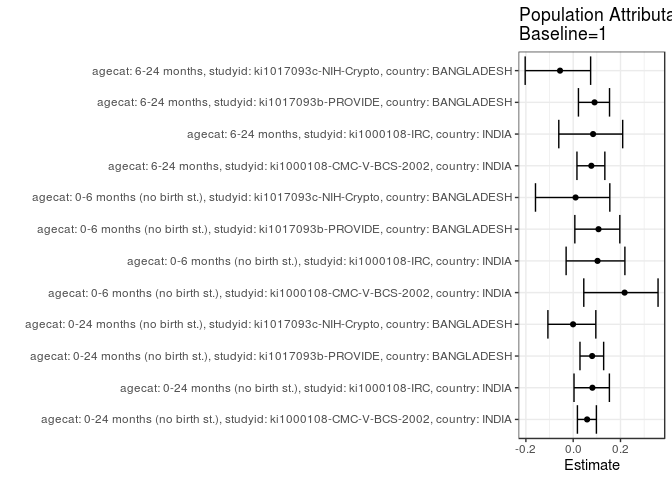 Population Attributa
Baseline=1
agecat: 6-24 months, studyid: ki1017093c-NIH-Crypto, country: BANGLADESH
agecat: 6-24 months, studyid: ki1017093b-PROVIDE, country: BANGLADESH
agecat: 6-24 months, studyid: ki1000108-IRC, country: INDIA
agecat: 6-24 months, studyid: ki1000108-CMC-V-BCS-2002, country: INDIA
agecat: 0-6 months (no birth st.), studyid: ki1017093c-NIH-Crypto, country: BANGLADESH
agecat: 0-6 months (no birth st.), studyid: ki1017093b-PROVIDE, country: BANGLADESH
agecat: 0-6 months (no birth st.), studyid: ki1000108-IRC, country: INDIA
agecat: 0-6 months (no birth st.), studyid: ki1000108-CMC-V-BCS-2002, country: INDIA
agecat: 0-24 months (no birth st.), studyid: ki1017093c-NIH-Crypto, country: BANGLADESH
agecat: 0-24 months (no birth st.), studyid: ki1017093b-PROVIDE, country: BANGLADESH
agecat: 0-24 months (no birth st.), studyid: ki1000108-IRC, country: INDIA
agecat: 0-24 months (no birth st.), studyid: ki1000108-CMC-V-BCS-2002, country: INDIA
-0.2 0.0 0.2
Estimate